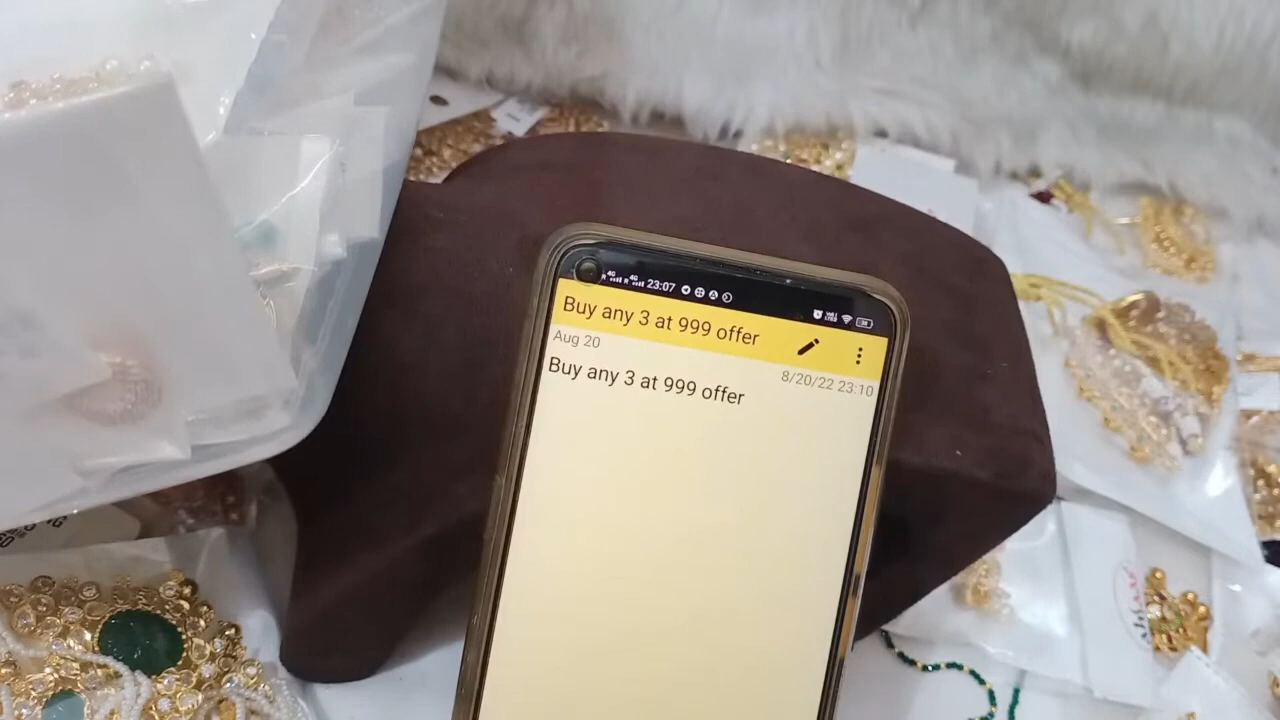 23:07
Buy any 3 at 999 offer
Aug 20
8/20/22 23:10
Buy any 3 at 999 offer